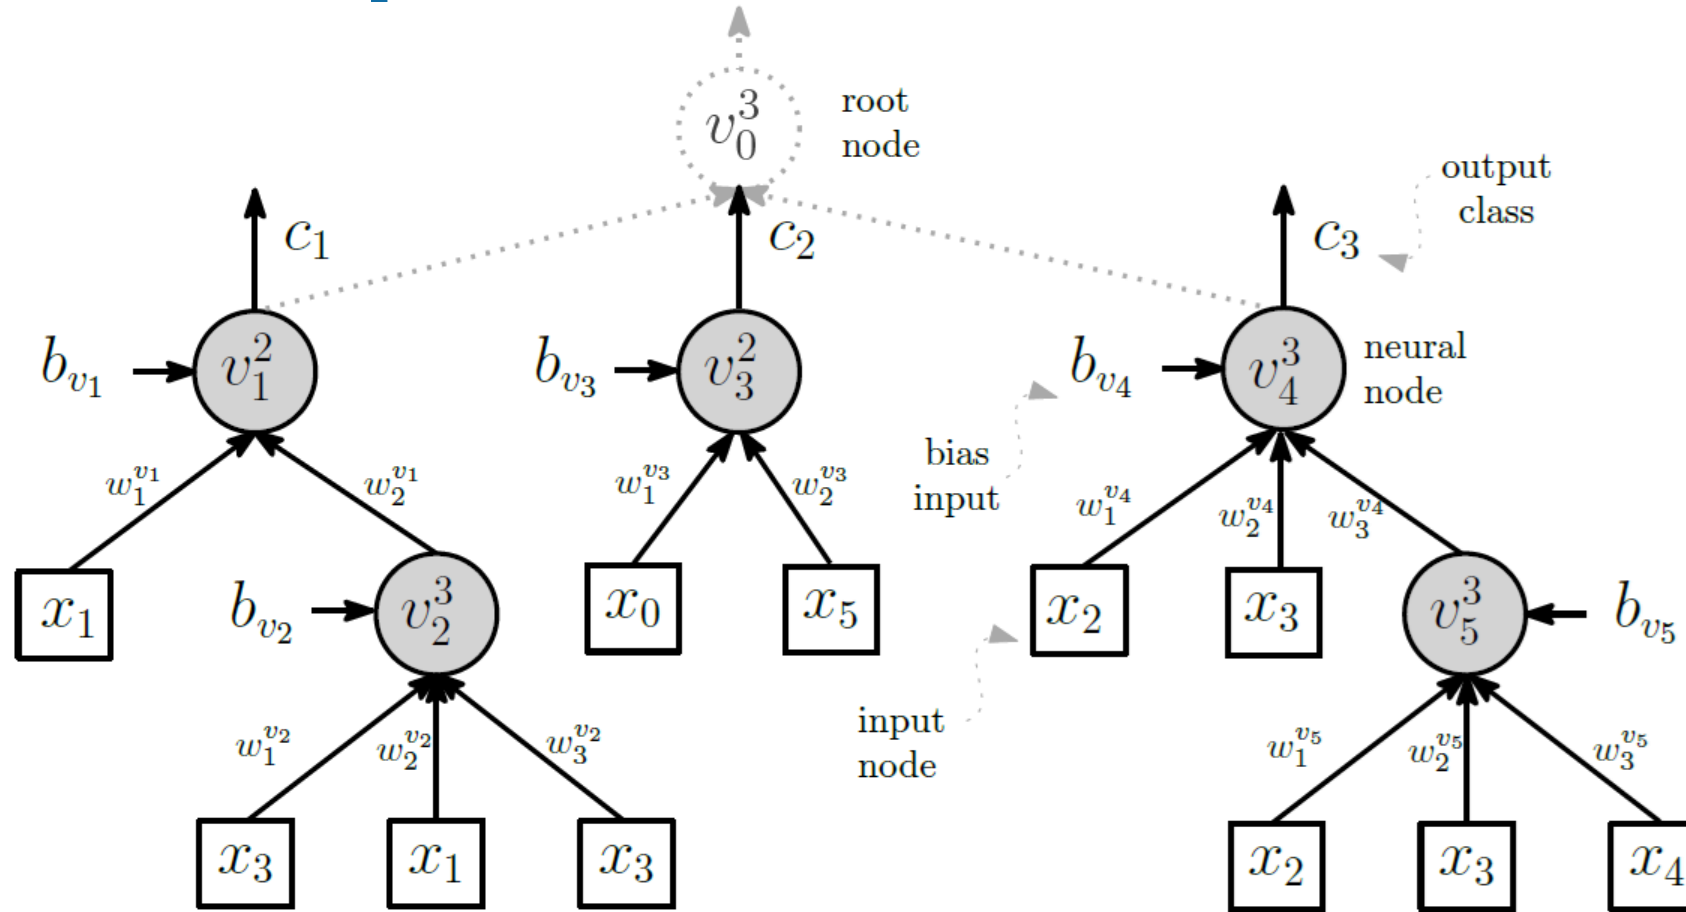 v_0^3
root
node
output
class
c_1
c_2
c_3
b_{v_1}
v_1^2
b_{v_3}
v_3^2
b_{v_4}
v_4^3
neural
node
bias
input
w_1^{v_1}
w_2^{v_1}
w_1^{v_3}
w_2^{v_3}
w_1^{v_4}
w_2^{v_4}
w_3^{v_4}
x_1
b_{v_2}
v_2^3
x_0
x_5
x_2
x_3
v_5^3
b_{v_5}
input
node
w_1^{v_2}
w_2^{v_2}
w_3^{v_2}
w_1^{v_5}
w_2^{v_5}
w_3^{v_5}
x_3
x_1
x_3
x_2
x_3
x_4